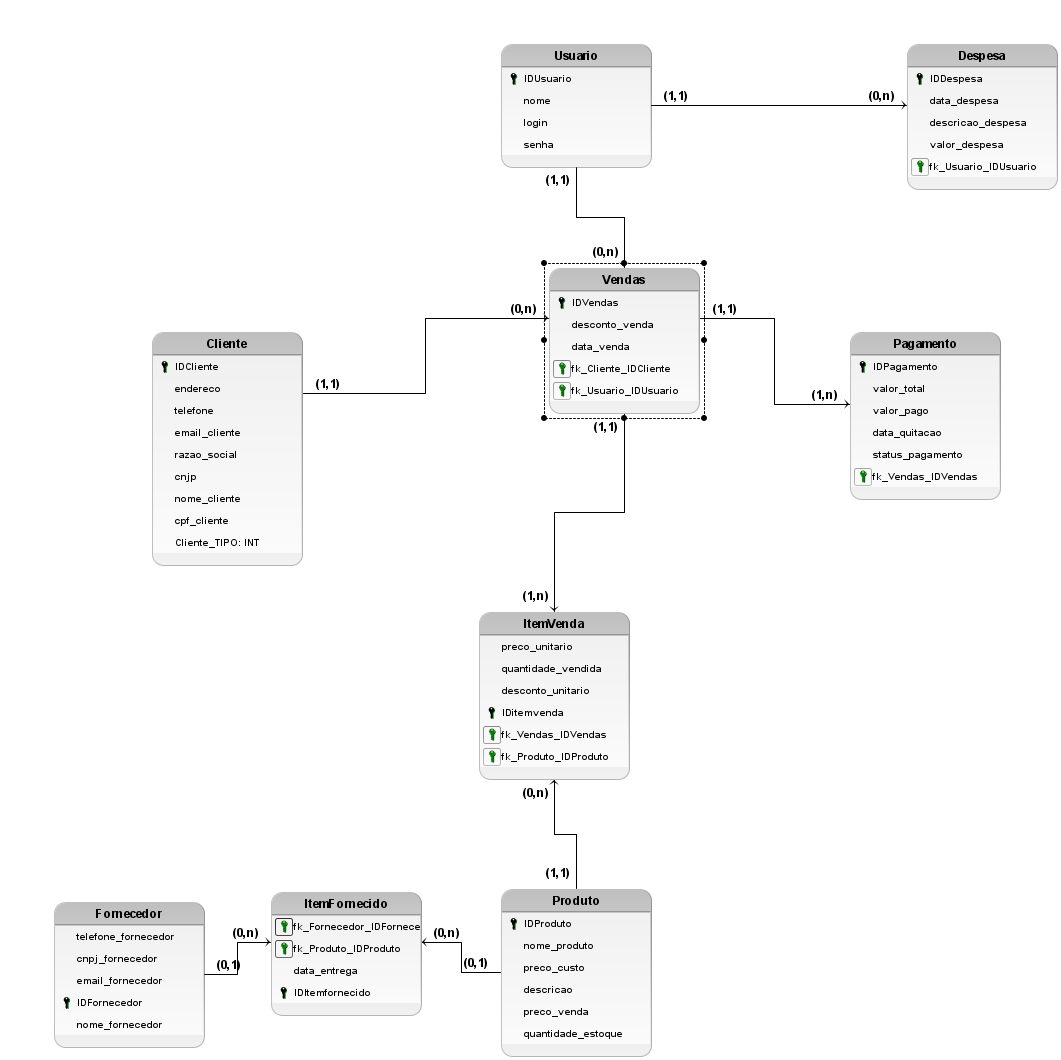 Usuario
IDUsuario
nome
login
senha
(1,1)
(0,n)
Despesa
IDDespesa
data_despesa
descricao_despesa
valor_despesa
fk_Usuario_IDUsuario
(1,1)
(0,n)
Vendas
IDVendas
desconto_venda
data_venda
fk_Cliente_IDCliente
fk_Usuario_IDUsuario
(0,n)
(1,1)
Cliente
IDCliente
endereco
telefone
email_cliente
razao_social
cnjp
nome_cliente
cpf_cliente
Cliente_TIPO: INT
(1,1)
(1,n)
Pagamento
IDPagamento
valor_total
valor_pago
data_quitacao
status_pagamento
fk_Vendas_IDVendas
(1,1)
(1,n)
ItemVenda
preco_unitario
quantidade_vendida
desconto_unitario
IDitemvenda
fk_Vendas_IDVendas
fk_Produto_IDProduto
(0,n)
(1,1)
Fornecedor
telefone_fornecedor
cnpj_fornecedor
email_fornecedor
IDFornecedor
nome_fornecedor
(0,n)
(0,1)
ItemFornecido
fk_Fornecedor_IDFornece
fk_Produto_IDProduto
data_entrega
IDItemfornecido
(0,n)
(0,1)
Produto
IDProduto
nome_produto
preco_custo
descricao
preco_venda
quantidade_estoque